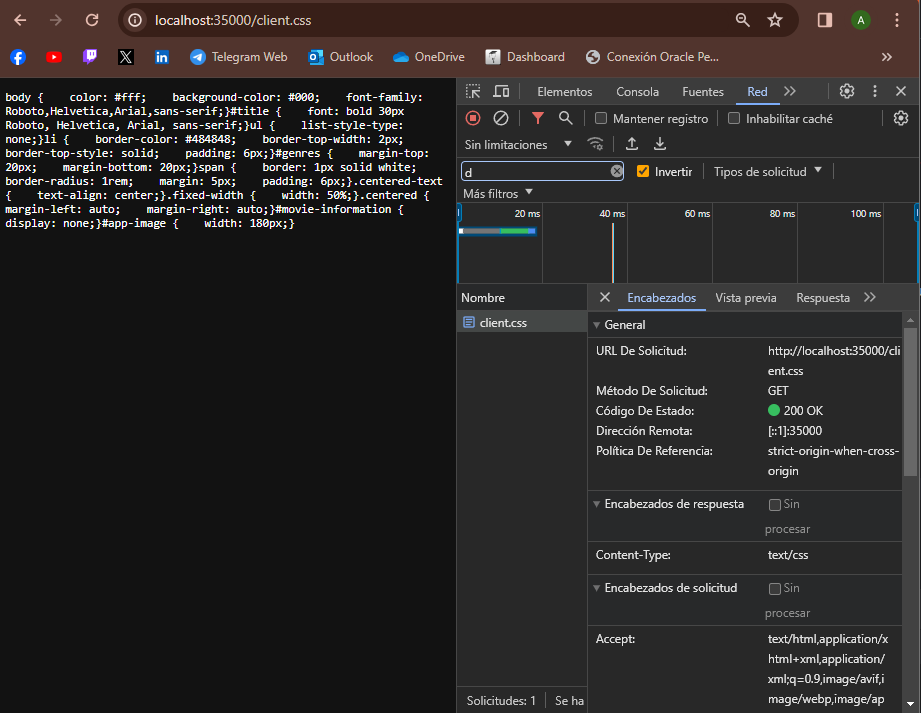 localhost:35000/client.css
A
Telegram Web
Outlook
OneDrive
Dashboard
Conexión Oracle Pe...
body {    color: #fff;    background-color: #000;    font-family:
Roboto,Helvetica,Arial,sans-serif;}#title {    font: bold 30px
Roboto, Helvetica, Arial, sans-serif;}ul {    list-style-type:
none;}li {    border-color: #484848;    border-top-width: 2px;
border-top-style: solid;    padding: 6px;}#genres {    margin-top:
20px;    margin-bottom: 20px;}span {    border: 1px solid white;
border-radius: 1rem;    margin: 5px;    padding: 6px;}.centered-text
{    text-align: center;}.fixed-width {    width: 50%;}.centered {
margin-left: auto;    margin-right: auto;}#movie-information {
display: none;}#app-image {    width: 180px;}
Elementos
Consola
Fuentes
Red
Mantener registro
Inhabilitar caché
Sin limitaciones
d
Invertir
Tipos de solicitud
Más filtros
20 ms
40 ms
60 ms
80 ms
100 ms
Nombre
client.css
Encabezados
Vista previa
Respuesta
General
URL De Solicitud:
http://localhost:35000/cli
ent.css
Método De Solicitud:
GET
Código De Estado:
200 OK
Dirección Remota:
[::1]:35000
Política De Referencia:
strict-origin-when-cross-
origin
Encabezados de respuesta
Sin
procesar
Content-Type:
text/css
Encabezados de solicitud
Sin
procesar
Accept:
text/html,application/x
html+xml,application/
xml;q=0.9,image/avif,i
mage/webp,image/ap
Solicitudes: 1
Se ha